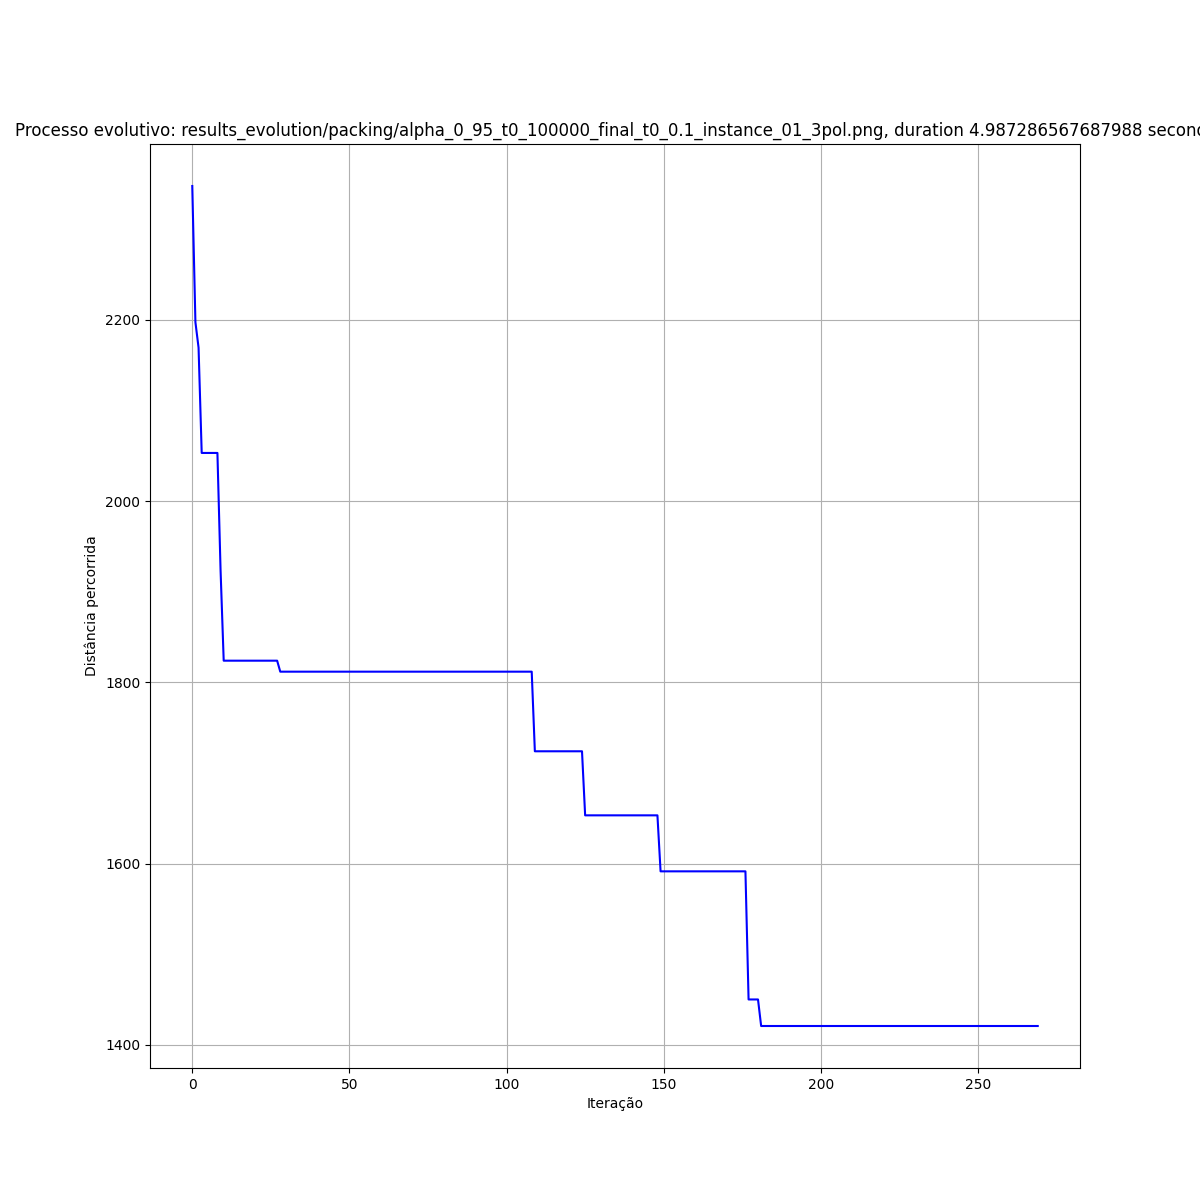 Processo evolutivo: results_evolution/packing/alpha_0_95_t0_100000_final_t0_0.1_instance_01_3pol.png, duration 4.987286567687988
2200
2000
1800
1600
1400
Distância percorrida
0 50 100 150 200 250
Iteração